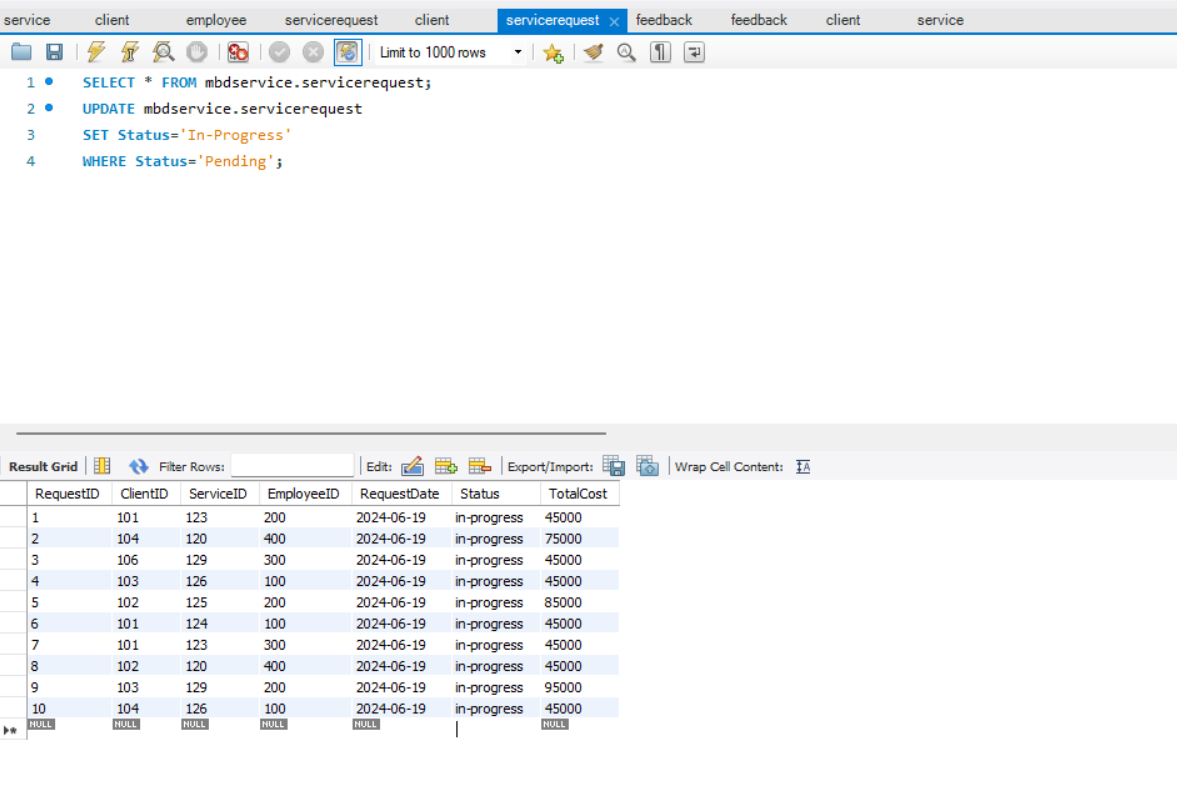 service client employee servicerequest client servicerequest × feedback feedback client service
Limit to 1000 rows
1 SELECT * FROM mbdservice.servicerequest;
2 UPDATE mbdservice.servicerequest
3 SET Status='In-Progress'
4 WHERE Status='Pending';
Result Grid Filter Rows: Edit: Export/Import: Wrap Cell Content: IA
RequestID ClientID ServiceID EmployeeID RequestDate Status TotalCost
1 101 123 200 2024-06-19 in-progress 45000
2 104 120 400 2024-06-19 in-progress 75000
3 106 129 300 2024-06-19 in-progress 45000
4 103 126 100 2024-06-19 in-progress 45000
5 102 125 200 2024-06-19 in-progress 85000
6 101 124 100 2024-06-19 in-progress 45000
7 101 123 300 2024-06-19 in-progress 45000
8 102 120 400 2024-06-19 in-progress 45000
9 103 129 200 2024-06-19 in-progress 95000
10 104 126 100 2024-06-19 in-progress 45000
NULL NULL NULL NULL NULL NULL